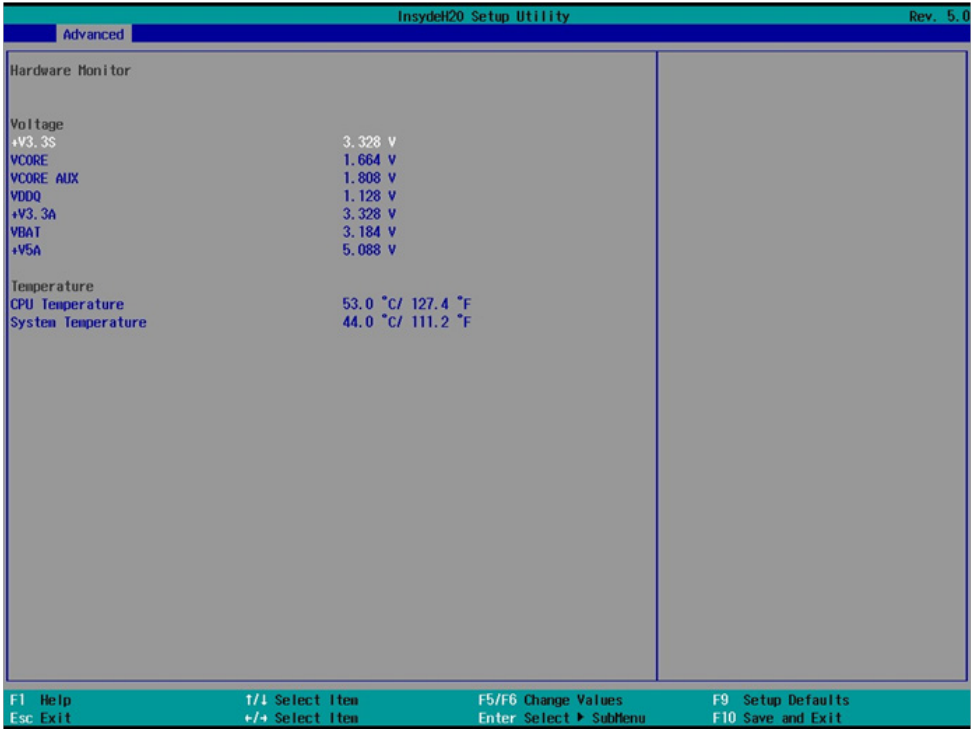 InsydeH20 Setup Utility Rev. 5.0
Advanced
Hardware Monitor
Voltage
+V3.3S 3.328 V
VCORE 1.664 V
VCORE AUX 1.808 V
VDDQ 1.128 V
+V3.3A 3.328 V
VBAT 3.184 V
+V5A 5.088 V
Temperature
CPU Temperature 53.0 °C/ 127.4 °F
System Temperature 44.0 °C/ 111.2 °F
F1 Help ↑/↓ Select Item F5/F6 Change Values F9 Setup Defaults
Esc Exit ←/→ Select Item Enter Select ▶ SubMenu F10 Save and Exit